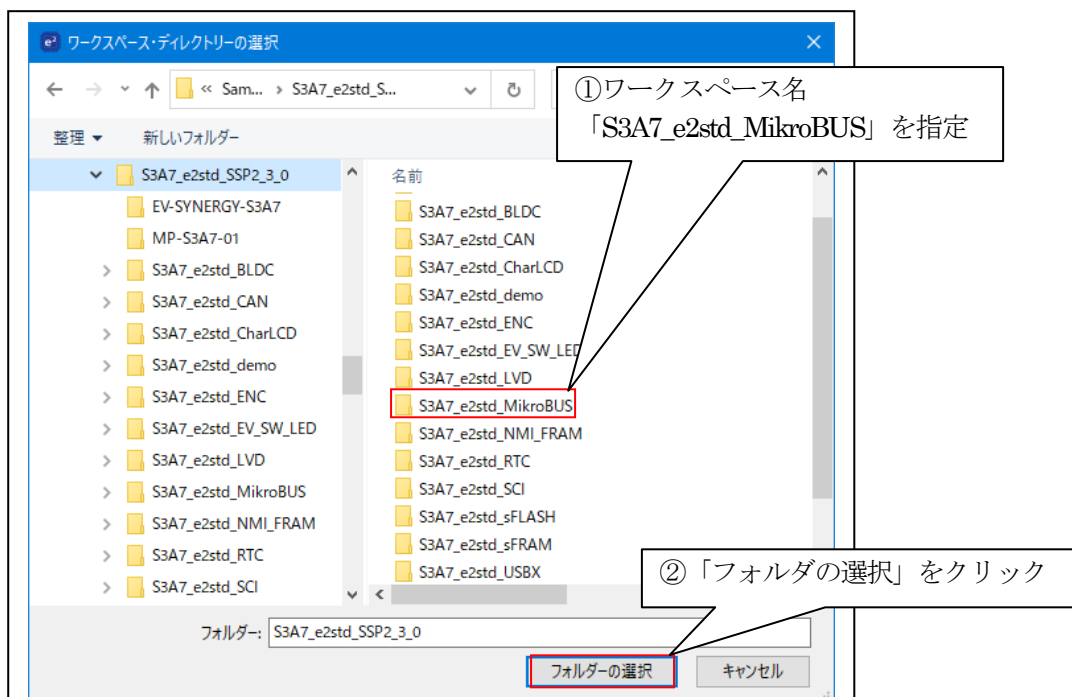 e² ワークスペース・ディレクトリーの選択
« Sam... › S3A7_e2std_S...
①ワークスペース名
「S3A7_e2std_MikroBUS」を指定
整理 新しいフォルダー
S3A7_e2std_SSP2_3_0
EV-SYNERGY-S3A7
MP-S3A7-01
S3A7_e2std_BLDC
S3A7_e2std_CAN
S3A7_e2std_CharLCD
S3A7_e2std_demo
S3A7_e2std_ENC
S3A7_e2std_EV_SW_LED
S3A7_e2std_LVD
S3A7_e2std_MikroBUS
S3A7_e2std_NMI_FRAM
S3A7_e2std_RTC
S3A7_e2std_SCI
名前
S3A7_e2std_BLDC
S3A7_e2std_CAN
S3A7_e2std_CharLCD
S3A7_e2std_demo
S3A7_e2std_ENC
S3A7_e2std_EV_SW_LED
S3A7_e2std_LVD
S3A7_e2std_MikroBUS
S3A7_e2std_NMI_FRAM
S3A7_e2std_RTC
S3A7_e2std_SCI
S3A7_e2std_sFLASH
S3A7_e2std_sFRAM
S3A7_e2std_USBX
②「フォルダの選択」をクリック
フォルダー: S3A7_e2std_SSP2_3_0
フォルダーの選択 キャンセル